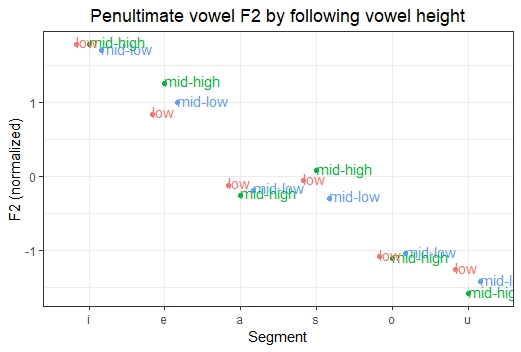 Penultimate vowel F2 by following vowel height
low mid-high mid-low
mid-high
mid-low
low
low mid-low mid-high
low mid-high
mid-low
low mid-low mid-high
low
mid-l
mid-hig
1
0
-1
F2 (normalized)
i e a s o u
Segment